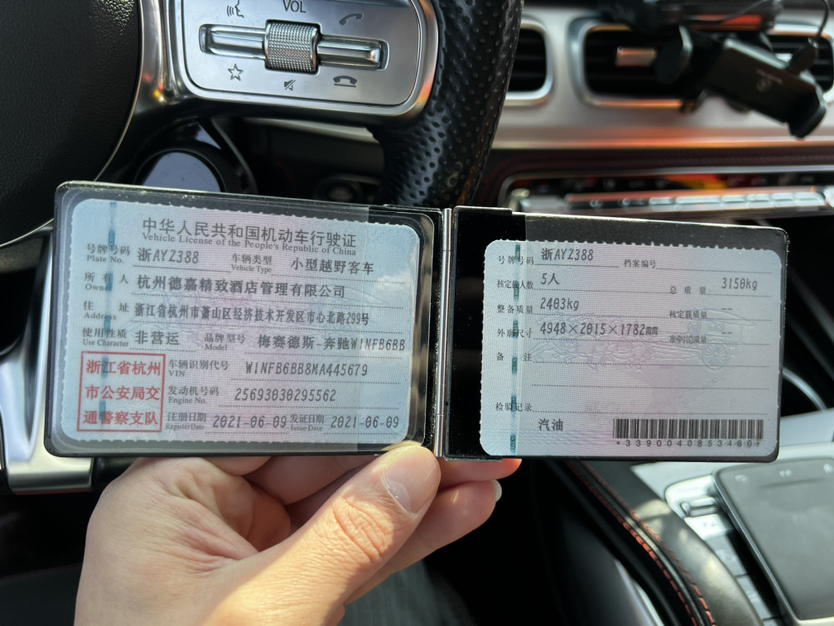 VOL
中华人民共和国机动车行驶证
Vehicle License of the People's Republic of China
号牌号码 浙AYZ388 车辆类型 小型越野客车
Plate No. Vehicle Type
所有人 杭州德嘉精致酒店管理有限公司
Owner
住址 浙江省杭州市萧山区经济技术开发区市心北路299号
Address
使用性质 非营运 品牌型号 梅赛德斯-奔驰W1NFB6BB
Use Character Model
浙江省杭州
市公安局交
通警察支队
车辆识别代号 W1NFB6BB8MA445679
VIN
发动机号码 25693030295562
Engine No.
注册日期 2021-06-09 发证日期 2021-06-09
Register Date Issue Date
号牌号码 浙AYZ388 档案编号
核定载人数 5人 总质量 3150kg
整备质量 2403kg 核定载质量 --
外廓尺寸 4948×2015×1782mm 准牵引总质量 --
备注
检验记录
汽油
*3390040853460*